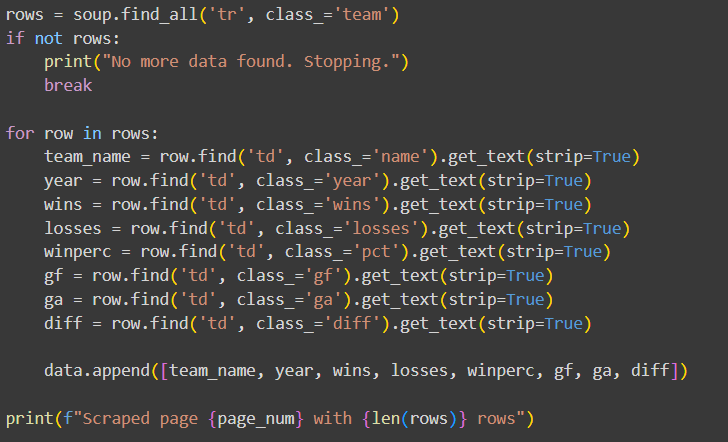 rows = soup.find_all('tr', class_='team')
if not rows:
    print("No more data found. Stopping.")
    break

for row in rows:
    team_name = row.find('td', class_='name').get_text(strip=True)
    year = row.find('td', class_='year').get_text(strip=True)
    wins = row.find('td', class_='wins').get_text(strip=True)
    losses = row.find('td', class_='losses').get_text(strip=True)
    winperc = row.find('td', class_='pct').get_text(strip=True)
    gf = row.find('td', class_='gf').get_text(strip=True)
    ga = row.find('td', class_='ga').get_text(strip=True)
    diff = row.find('td', class_='diff').get_text(strip=True)

    data.append([team_name, year, wins, losses, winperc, gf, ga, diff])

print(f"Scraped page {page_num} with {len(rows)} rows")